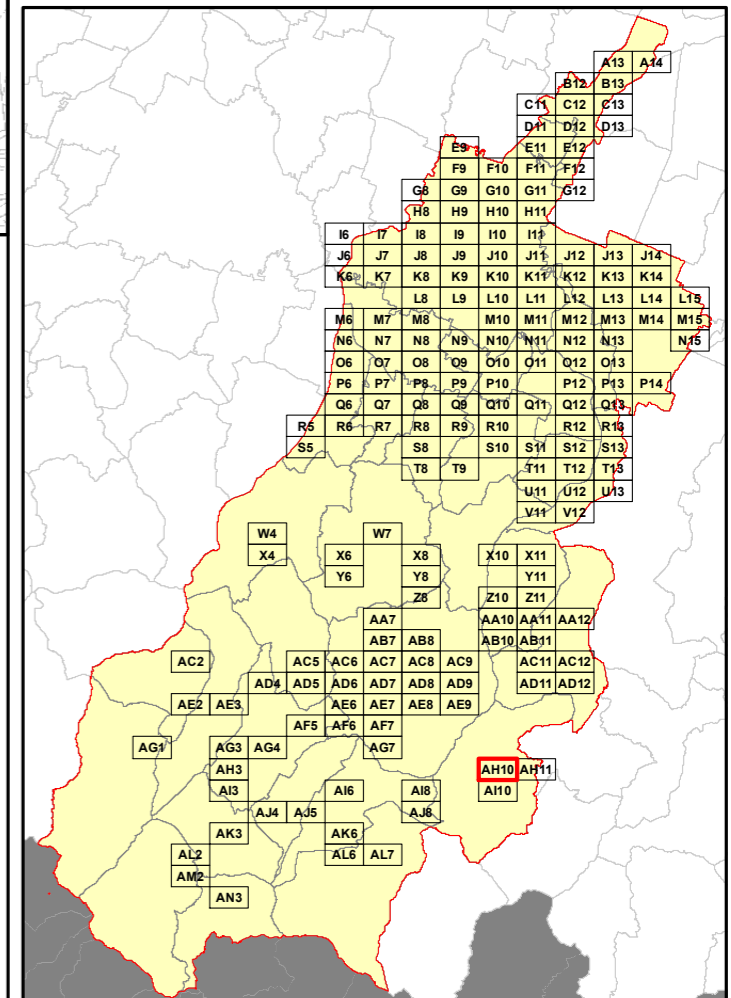 A13 A14
B12 B13
C11 C12 C13
D11 D12 D13
E9 E11 E12
F9 F10 F11 F12
G8 G9 G10 G11 G12
H8 H9 H10 H11
I6 I7 I8 I9 I10 I11
J6 J7 J8 J9 J10 J11 J12 J13 J14
K6 K7 K8 K9 K10 K11 K12 K13 K14
L8 L9 L10 L11 L12 L13 L14 L15
M6 M7 M8 M10 M11 M12 M13 M14 M15
N6 N7 N8 N9 N10 N11 N12 N13 N15
O6 O7 O8 O9 O10 O11 O12 O13
P6 P7 P8 P9 P10 P12 P13 P14
Q6 Q7 Q8 Q9 Q10 Q11 Q12 Q13
R5 R6 R7 R8 R9 R10 R12 R13
S5 S8 S10 S11 S12 S13
T8 T9 T11 T12 T13
U11 U12 U13
V11 V12
W4 W7
X4 X6 X8 X10 X11
Y6 Y8 Y11
Z8 Z10 Z11
AA7 AA10 AA11 AA12
AB7 AB8 AB10 AB11
AC2 AC5 AC6 AC7 AC8 AC9 AC11 AC12
AD4 AD5 AD6 AD7 AD8 AD9 AD11 AD12
AE2 AE3 AE6 AE7 AE8 AE9
AF5 AF6 AF7
AG1 AG3 AG4 AG7
AH3 AH10 AH11
AI3 AI6 AI8 AI10
AJ4 AJ5 AJ8
AK3 AK6
AL2 AL6 AL7
AM2
AN3